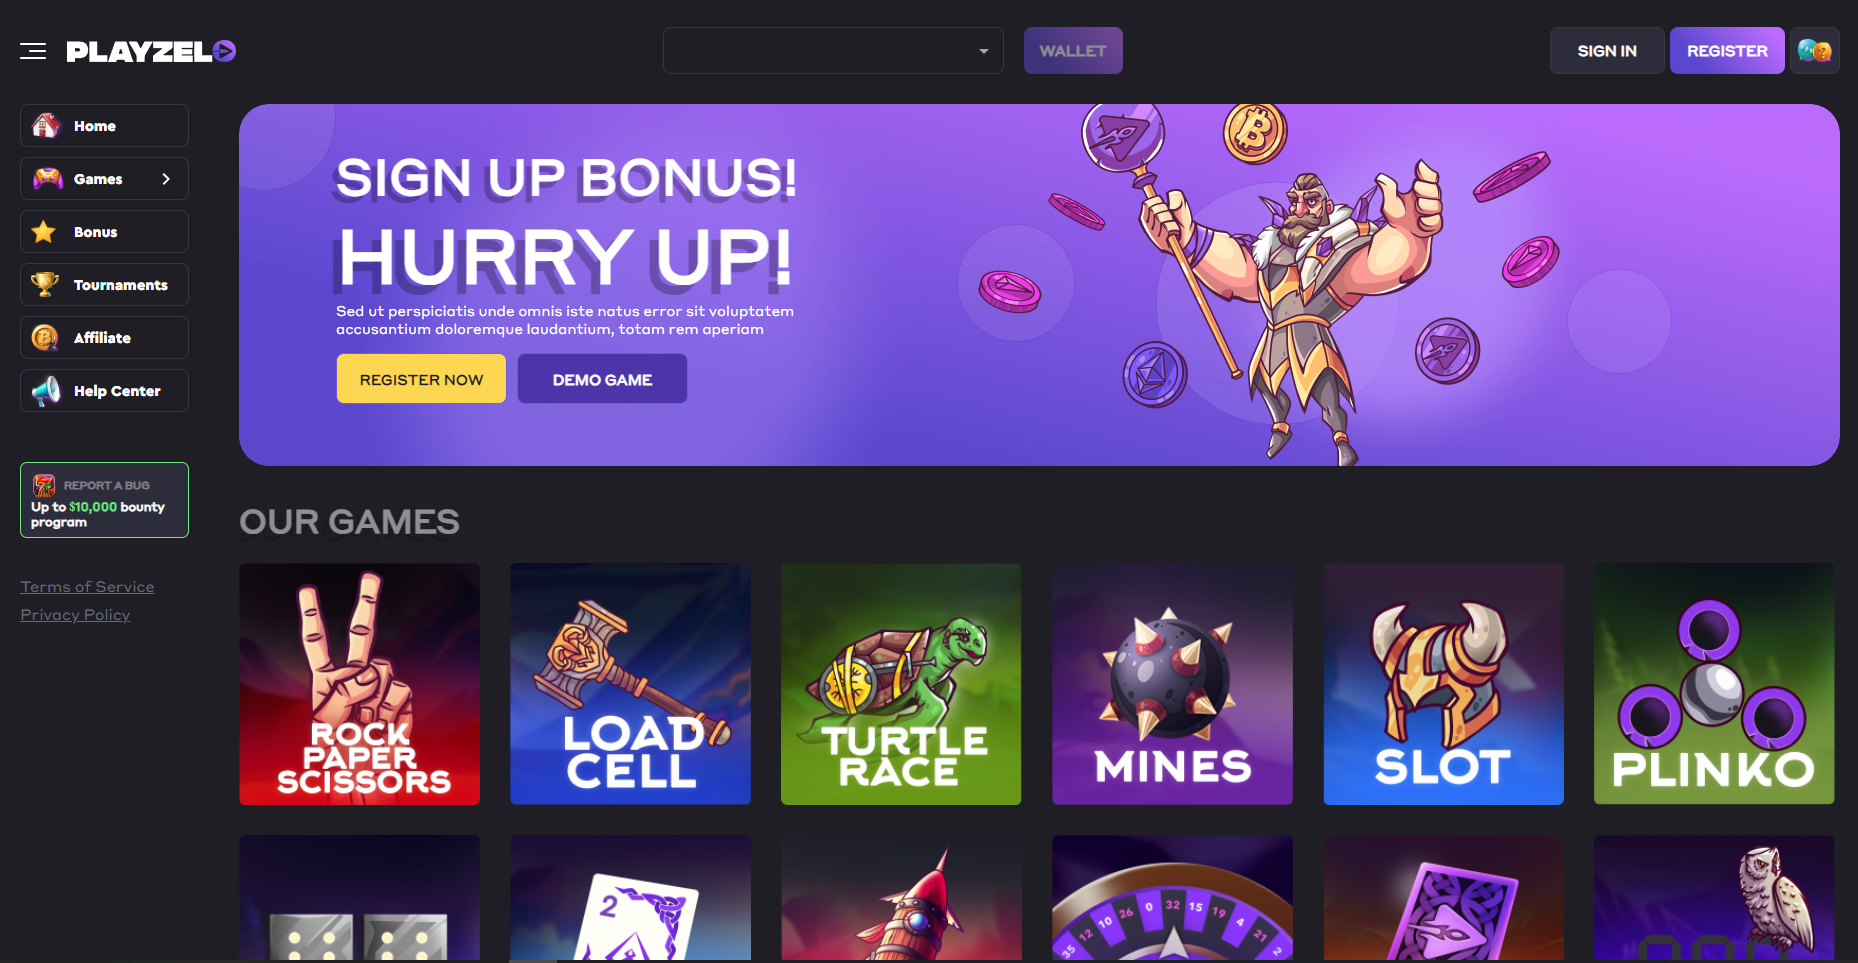 PLAYZELO
WALLET
SIGN IN
REGISTER
Home
Games
Bonus
Tournaments
Affiliate
Help Center
REPORT A BUG
Up to $10,000 bounty
program
Terms of Service
Privacy Policy
SIGN UP BONUS!
HURRY UP!
Sed ut perspiciatis unde omnis iste natus error sit voluptatem
accusantium doloremque laudantium, totam rem aperiam
REGISTER NOW
DEMO GAME
OUR GAMES
ROCK
PAPER
SCISSORS
LOAD
CELL
TURTLE
RACE
MINES
SLOT
PLINKO
2
35 12 10 26 0 32 15 19 4 21 2